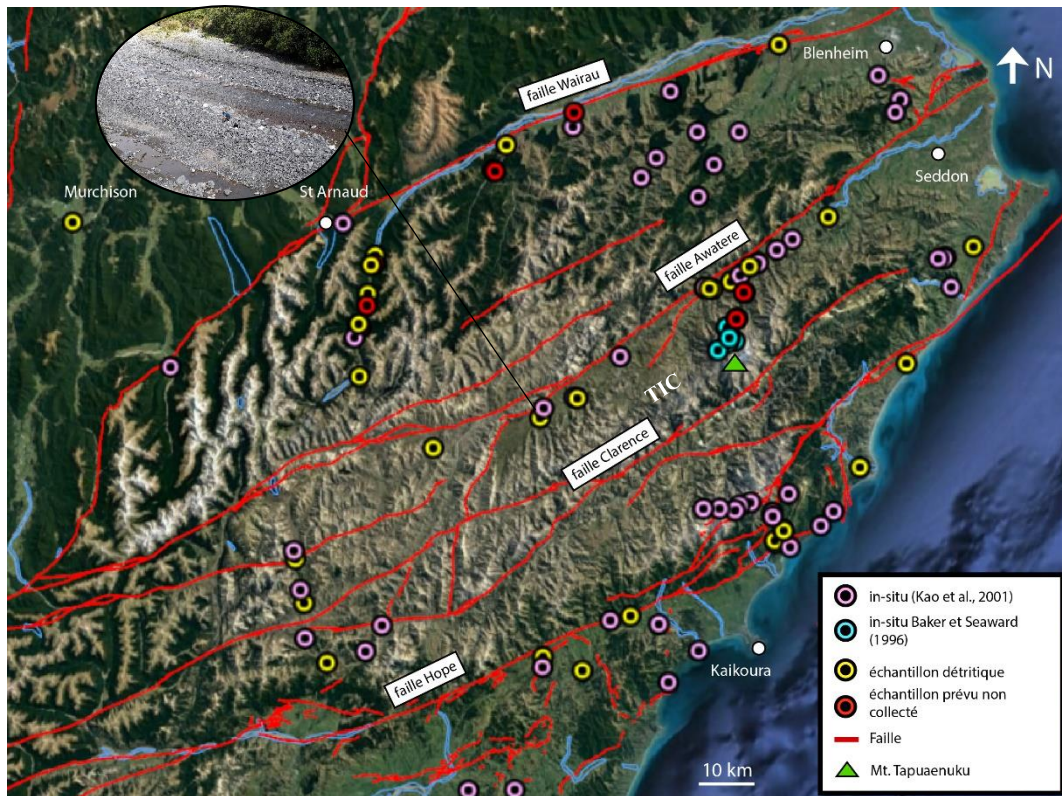 Blenheim
N
faille Wairau
Murchison
St Arnaud
Seddon
faille Awatere
TIC
faille Clarence
faille Hope
Kaikoura
10 km
in-situ (Kao et al., 2001)
in-situ Baker et Seaward
(1996)
échantillon détritique
échantillon prévu non
collecté
Faille
Mt. Tapuaenuku